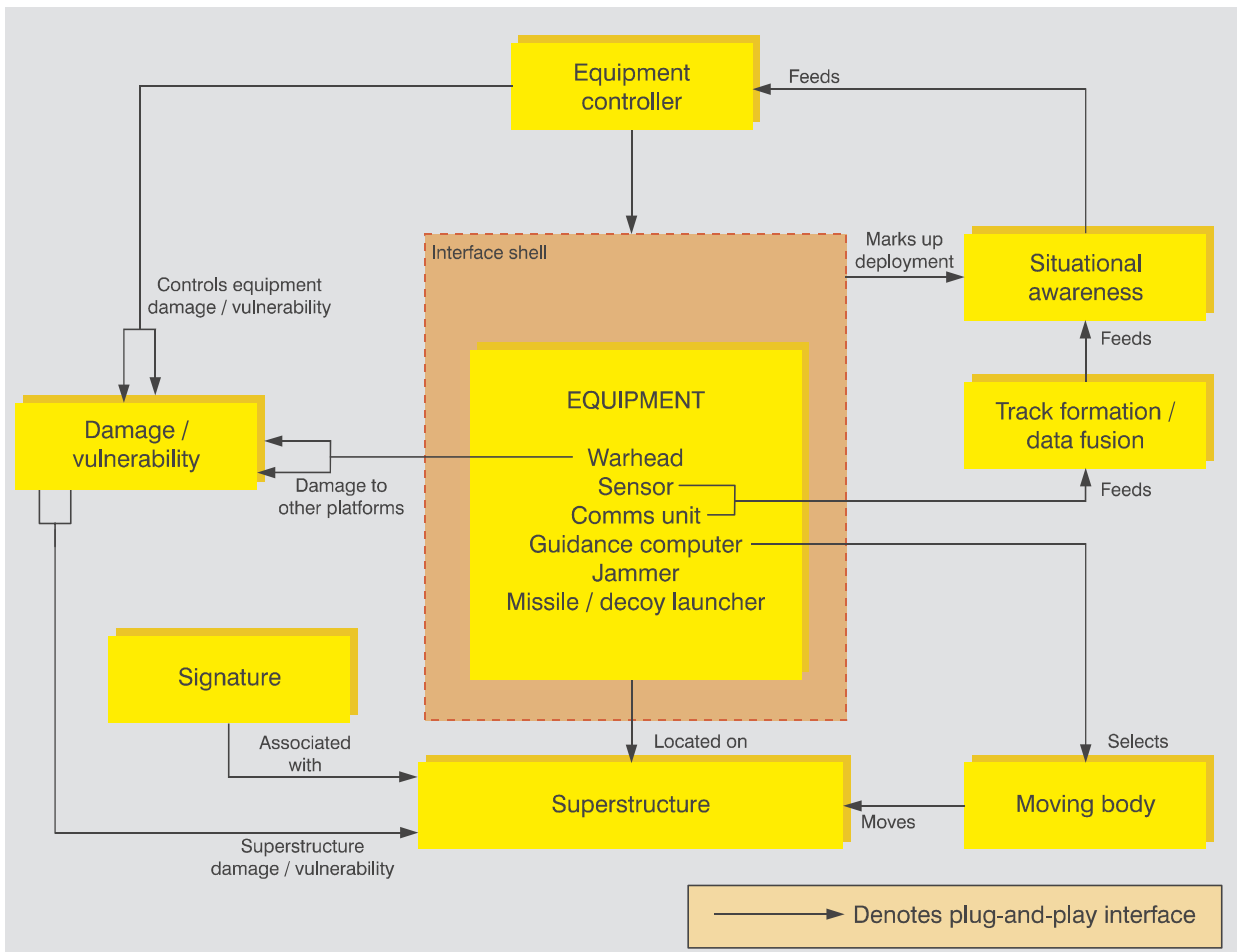 Equipment
controller
Feeds
Interface shell
Marks up
deployment
Situational
awareness
Controls equipment
damage / vulnerability
Feeds
EQUIPMENT
Track formation /
data fusion
Damage /
vulnerability
Warhead
Sensor
Comms unit
Guidance computer
Jammer
Missile / decoy launcher
Damage to
other platforms
Feeds
Signature
Associated
with
Located on
Selects
Superstructure
Moving body
Moves
Superstructure
damage / vulnerability
Denotes plug-and-play interface